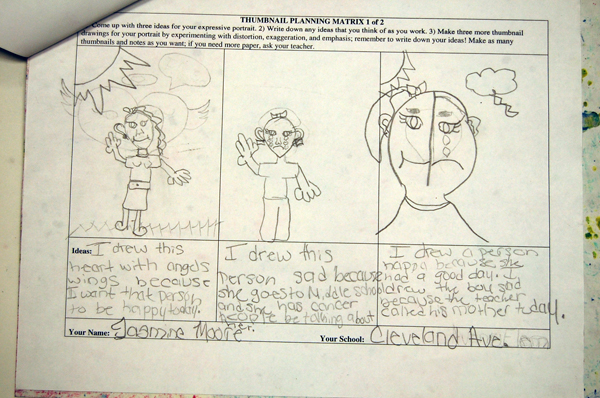 THUMBNAIL PLANNING MATRIX 1 of 2
Come up with three ideas for your expressive portrait. 2) Write down any ideas that you think of as you work. 3) Make three more thumbnail
drawings for your portrait by experimenting with distortion, exaggeration, and emphasis; remember to write down your ideas! Make as many
thumbnails and notes as you want; if you need more paper, ask your teacher.
Ideas: I drew this
heart with angds
wings because
I want that person
to be happy today.
I drew this
person sad because
she goes to Middle school
and she has cancer
people be talking about
her.
I drew a person
happy because she
had a good day. I
drew the boy sad
because the teacher
called his mother today.
Your Name: Jasmine Moore
Your School: Cleveland Ave.